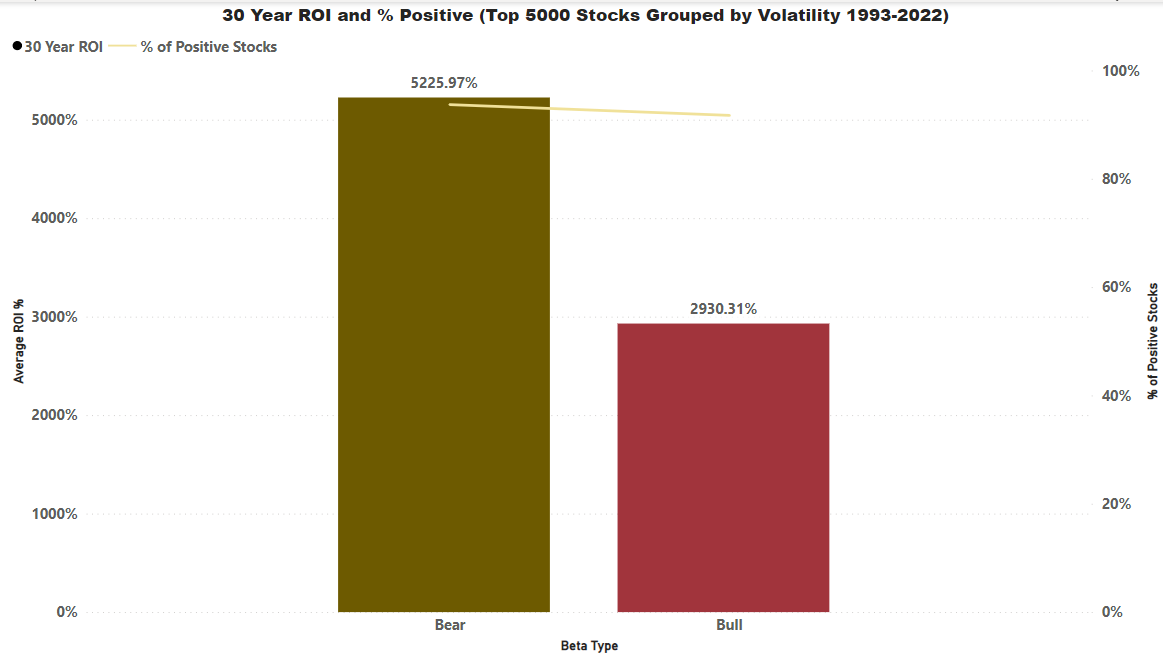 30 Year ROI and % Positive (Top 5000 Stocks Grouped by Volatility 1993-2022)
30 Year ROI % of Positive Stocks
5225.97%
2930.31%
5000%
4000%
3000%
2000%
1000%
0%
Average ROI %
100%
80%
60%
40%
20%
0%
% of Positive Stocks
Bear Bull
Beta Type